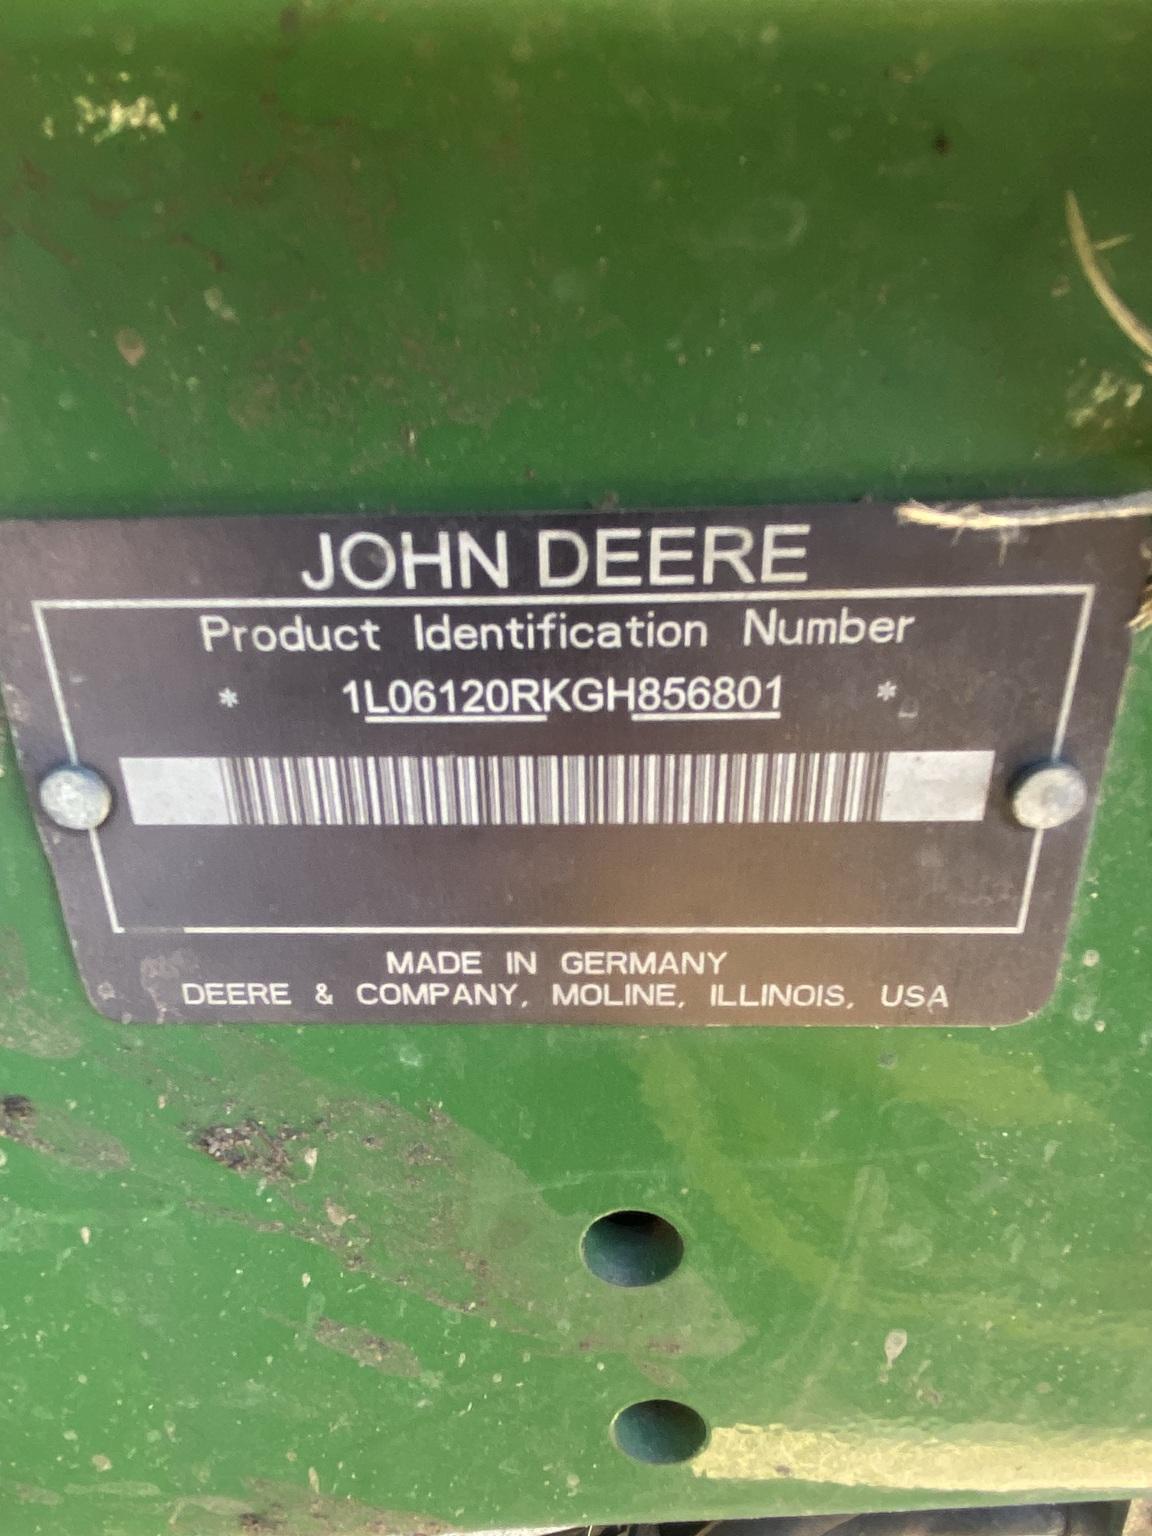 JOHN DEERE
Product Identification Number
* 1L06120RKGH856801 *
MADE IN GERMANY
DEERE & COMPANY, MOLINE, ILLINOIS, USA